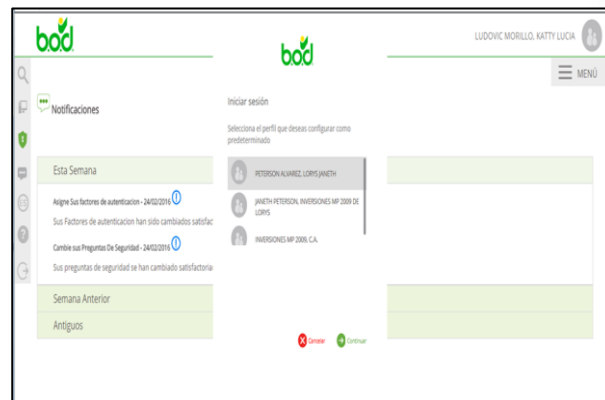 b.o.d
LUDOVIC MORILLO, KATTY LUCIA
MENÚ
Notificaciones
Esta Semana
Asigne Sus factores de autenticacion - 24/02/2016
Sus Factores de autenticacion han sido cambiados satisfac
Cambie sus Preguntas De Seguridad - 24/02/2016
Sus preguntas de seguridad se han cambiado satisfactoria
Semana Anterior
Antiguos
b.o.d
Iniciar sesión
Selecciona el perfil que deseas configurar como
predeterminado
PETERSON ALVAREZ, LORYS JANETH
JANETH PETERSON, INVERSIONES MP 2009 DE
LORYS
INVERSIONES MP 2009, C.A.
Cancelar
Continuar